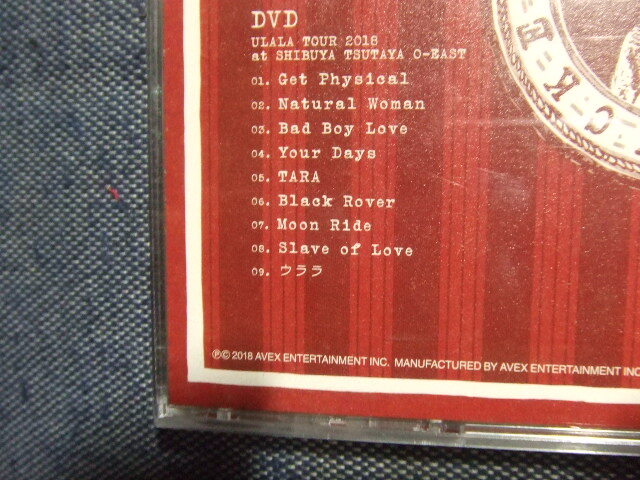 DVD
ULALA TOUR 2018
at SHIBUYA TSUTAYA O-EAST
01. Get Physical
02. Natural Woman
03. Bad Boy Love
04. Your Days
05. TARA
06. Black Rover
07. Moon Ride
08. Slave of Love
09. ウララ
℗© 2018 AVEX ENTERTAINMENT INC. MANUFACTURED BY AVEX ENTERTAINMENT INC